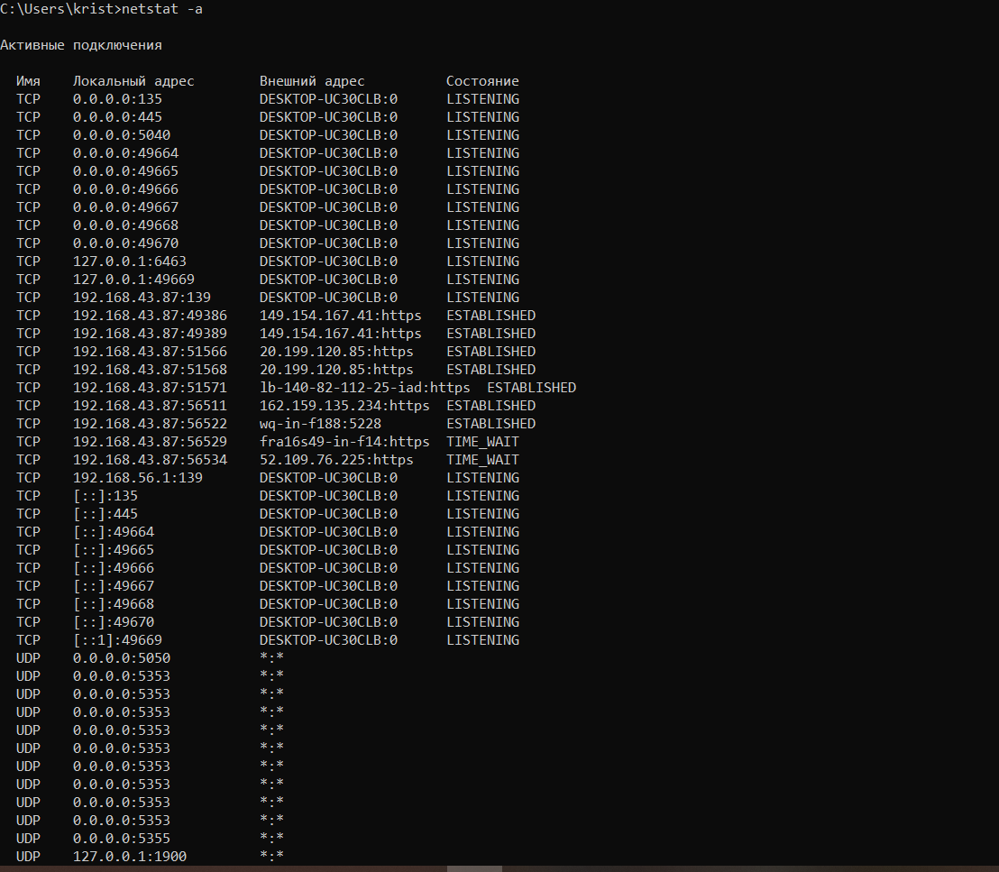 C:\Users\krist>netstat -a
Активные подключения
Имя Локальный адрес Внешний адрес Состояние
TCP 0.0.0.0:135 DESKTOP-UC30CLB:0 LISTENING
TCP 0.0.0.0:445 DESKTOP-UC30CLB:0 LISTENING
TCP 0.0.0.0:5040 DESKTOP-UC30CLB:0 LISTENING
TCP 0.0.0.0:49664 DESKTOP-UC30CLB:0 LISTENING
TCP 0.0.0.0:49665 DESKTOP-UC30CLB:0 LISTENING
TCP 0.0.0.0:49666 DESKTOP-UC30CLB:0 LISTENING
TCP 0.0.0.0:49667 DESKTOP-UC30CLB:0 LISTENING
TCP 0.0.0.0:49668 DESKTOP-UC30CLB:0 LISTENING
TCP 0.0.0.0:49670 DESKTOP-UC30CLB:0 LISTENING
TCP 127.0.0.1:6463 DESKTOP-UC30CLB:0 LISTENING
TCP 127.0.0.1:49669 DESKTOP-UC30CLB:0 LISTENING
TCP 192.168.43.87:139 DESKTOP-UC30CLB:0 LISTENING
TCP 192.168.43.87:49386 149.154.167.41:https ESTABLISHED
TCP 192.168.43.87:49389 149.154.167.41:https ESTABLISHED
TCP 192.168.43.87:51566 20.199.120.85:https ESTABLISHED
TCP 192.168.43.87:51568 20.199.120.85:https ESTABLISHED
TCP 192.168.43.87:51571 lb-140-82-112-25-iad:https ESTABLISHED
TCP 192.168.43.87:56511 162.159.135.234:https ESTABLISHED
TCP 192.168.43.87:56522 wq-in-f188:5228 ESTABLISHED
TCP 192.168.43.87:56529 fra16s49-in-f14:https TIME_WAIT
TCP 192.168.43.87:56534 52.109.76.225:https TIME_WAIT
TCP 192.168.56.1:139 DESKTOP-UC30CLB:0 LISTENING
TCP [::]:135 DESKTOP-UC30CLB:0 LISTENING
TCP [::]:445 DESKTOP-UC30CLB:0 LISTENING
TCP [::]:49664 DESKTOP-UC30CLB:0 LISTENING
TCP [::]:49665 DESKTOP-UC30CLB:0 LISTENING
TCP [::]:49666 DESKTOP-UC30CLB:0 LISTENING
TCP [::]:49667 DESKTOP-UC30CLB:0 LISTENING
TCP [::]:49668 DESKTOP-UC30CLB:0 LISTENING
TCP [::]:49670 DESKTOP-UC30CLB:0 LISTENING
TCP [::1]:49669 DESKTOP-UC30CLB:0 LISTENING
UDP 0.0.0.0:5050 *:*
UDP 0.0.0.0:5353 *:*
UDP 0.0.0.0:5353 *:*
UDP 0.0.0.0:5353 *:*
UDP 0.0.0.0:5353 *:*
UDP 0.0.0.0:5353 *:*
UDP 0.0.0.0:5353 *:*
UDP 0.0.0.0:5353 *:*
UDP 0.0.0.0:5353 *:*
UDP 0.0.0.0:5353 *:*
UDP 0.0.0.0:5355 *:*
UDP 127.0.0.1:1900 *:*